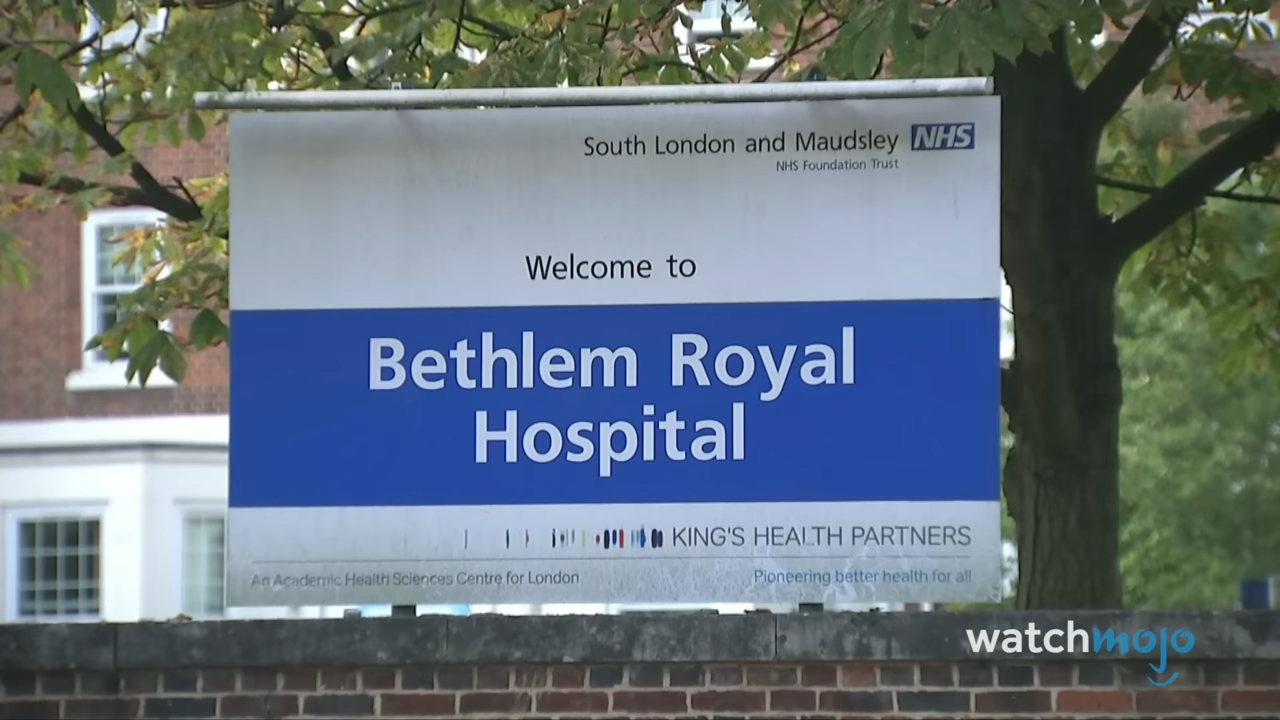 South London and Maudsley NHS
NHS Foundation Trust
Welcome to
Bethlem Royal
Hospital
KING'S HEALTH PARTNERS
An Academic Health Sciences Centre for London
Pioneering better health for all
watchmojo